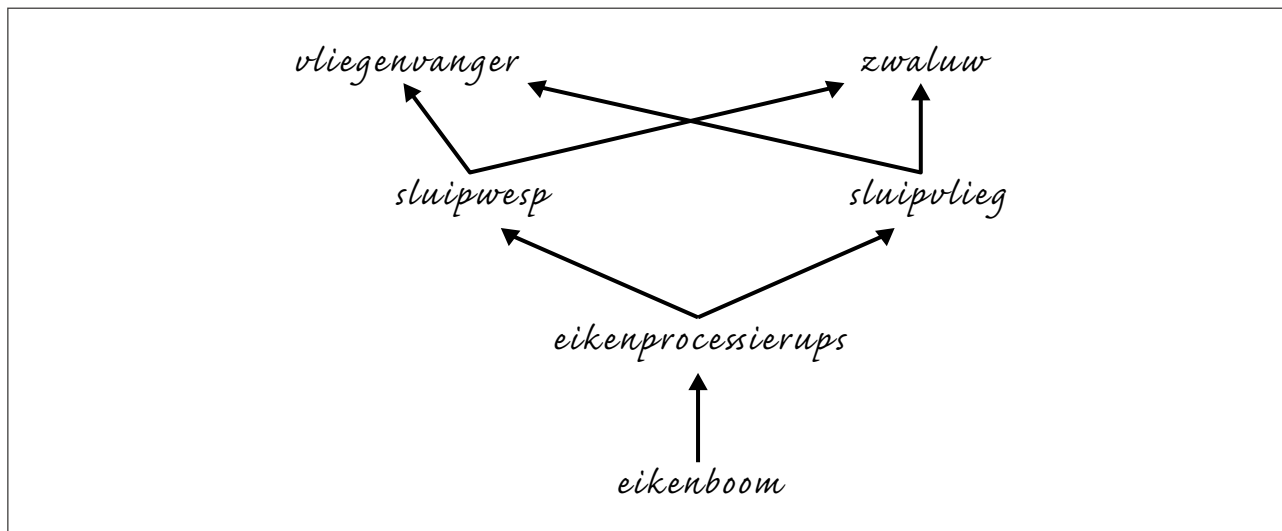 vliegenvanger zwaluw
sluipwesp sluipvlieg
eikenprocessierups
eikenboom